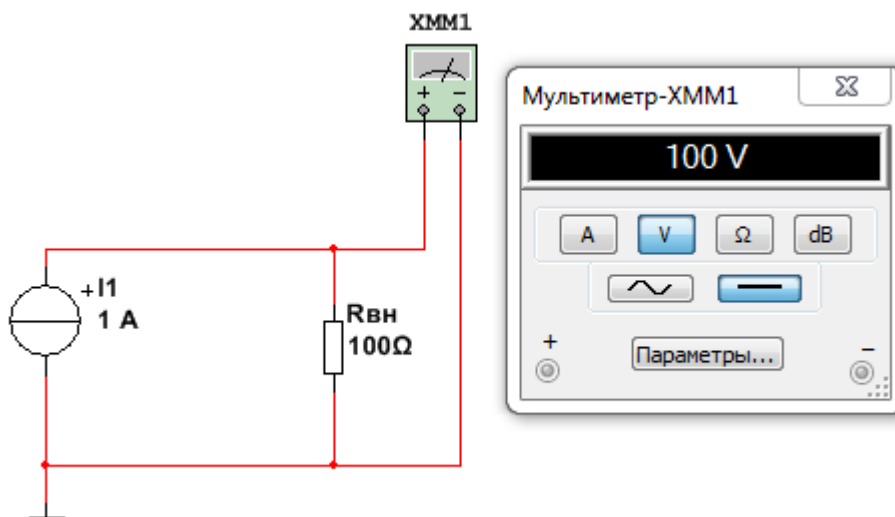 XMM1
+ −
+I1
1 A
Rвн
100Ω
Мультиметр-XMM1
100 V
A V Ω dB
+ −
Параметры...